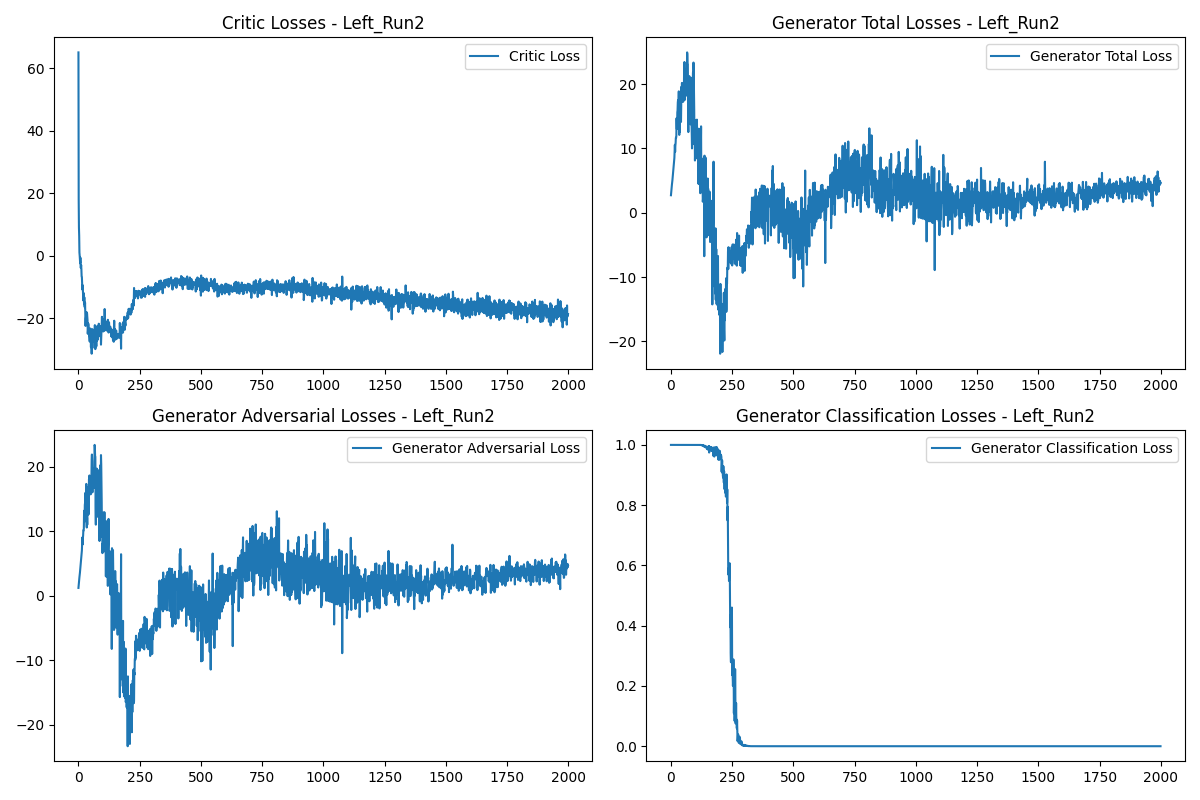 Critic Losses - Left_Run2
Critic Loss
60
40
20
0
−20
0 250 500 750 1000 1250 1500 1750 2000
Generator Total Losses - Left_Run2
Generator Total Loss
20
10
0
−10
−20
0 250 500 750 1000 1250 1500 1750 2000
Generator Adversarial Losses - Left_Run2
Generator Adversarial Loss
20
10
0
−10
−20
0 250 500 750 1000 1250 1500 1750 2000
Generator Classification Losses - Left_Run2
Generator Classification Loss
1.0
0.8
0.6
0.4
0.2
0.0
0 250 500 750 1000 1250 1500 1750 2000